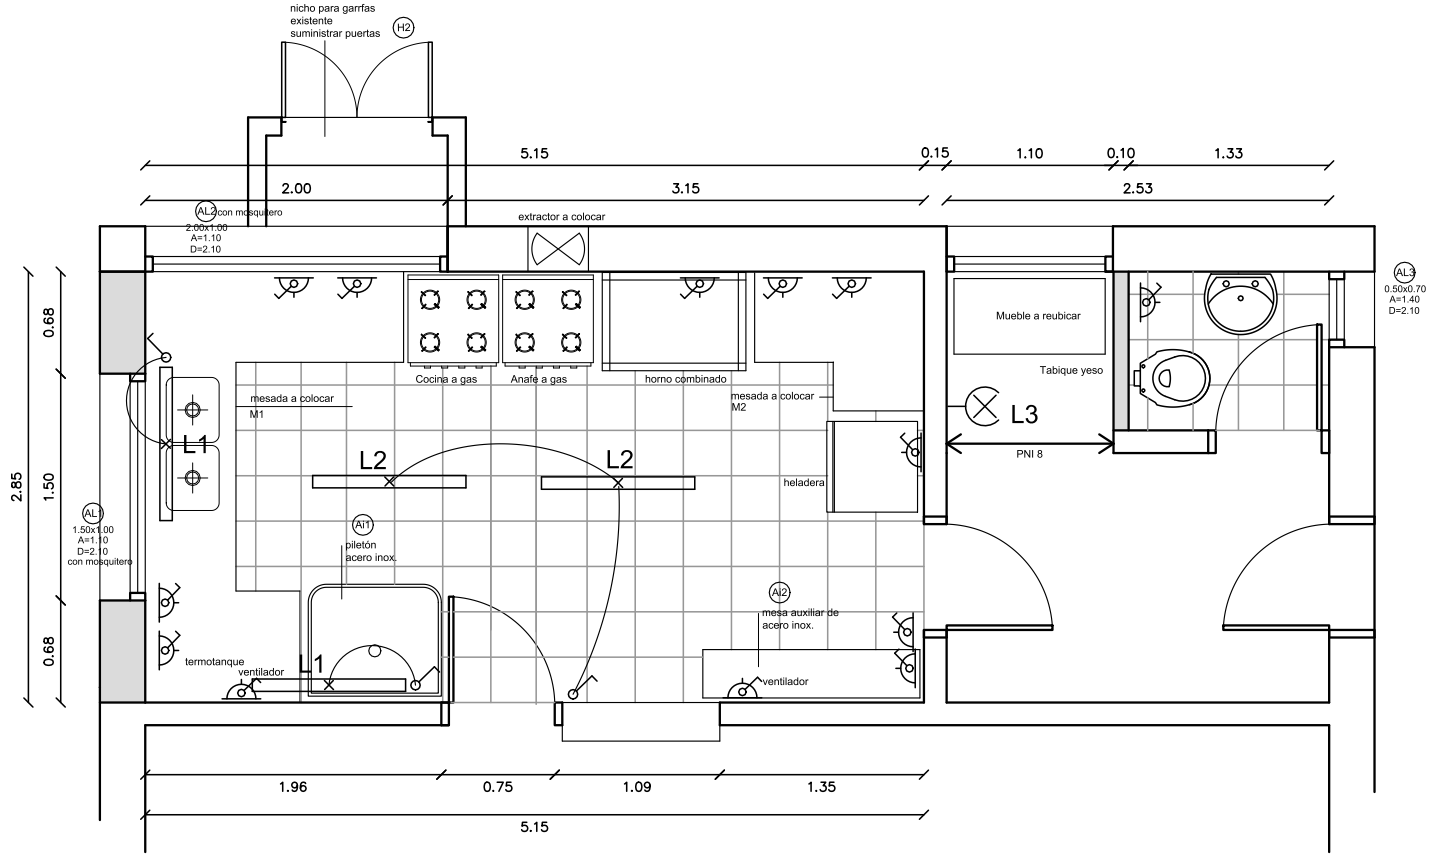 nicho para garrfas
existente
suministrar puertas
H2
5.15
0.15
1.10
0.10
1.33
2.00
3.15
2.53
AL2
con mosquitero
2.00x1.00
A=1.10
D=2.10
extractor a colocar
AL3
0.50x0.70
A=1.40
D=2.10
0.68
Mueble a reubicar
Cocina a gas
Anafe a gas
horno combinado
Tabique yeso
mesada a colocar
M1
mesada a colocar
M2
L3
L1
L2
L2
PNI 8
2.85
1.50
heladera
AL1
1.50x1.00
A=1.10
D=2.10
con mosquitero
Ai1
piletón
acero inox.
Ai2
mesa auxiliar de
acero inox.
0.68
termotanque
L1
ventilador
ventilador
1.96
0.75
1.09
1.35
5.15